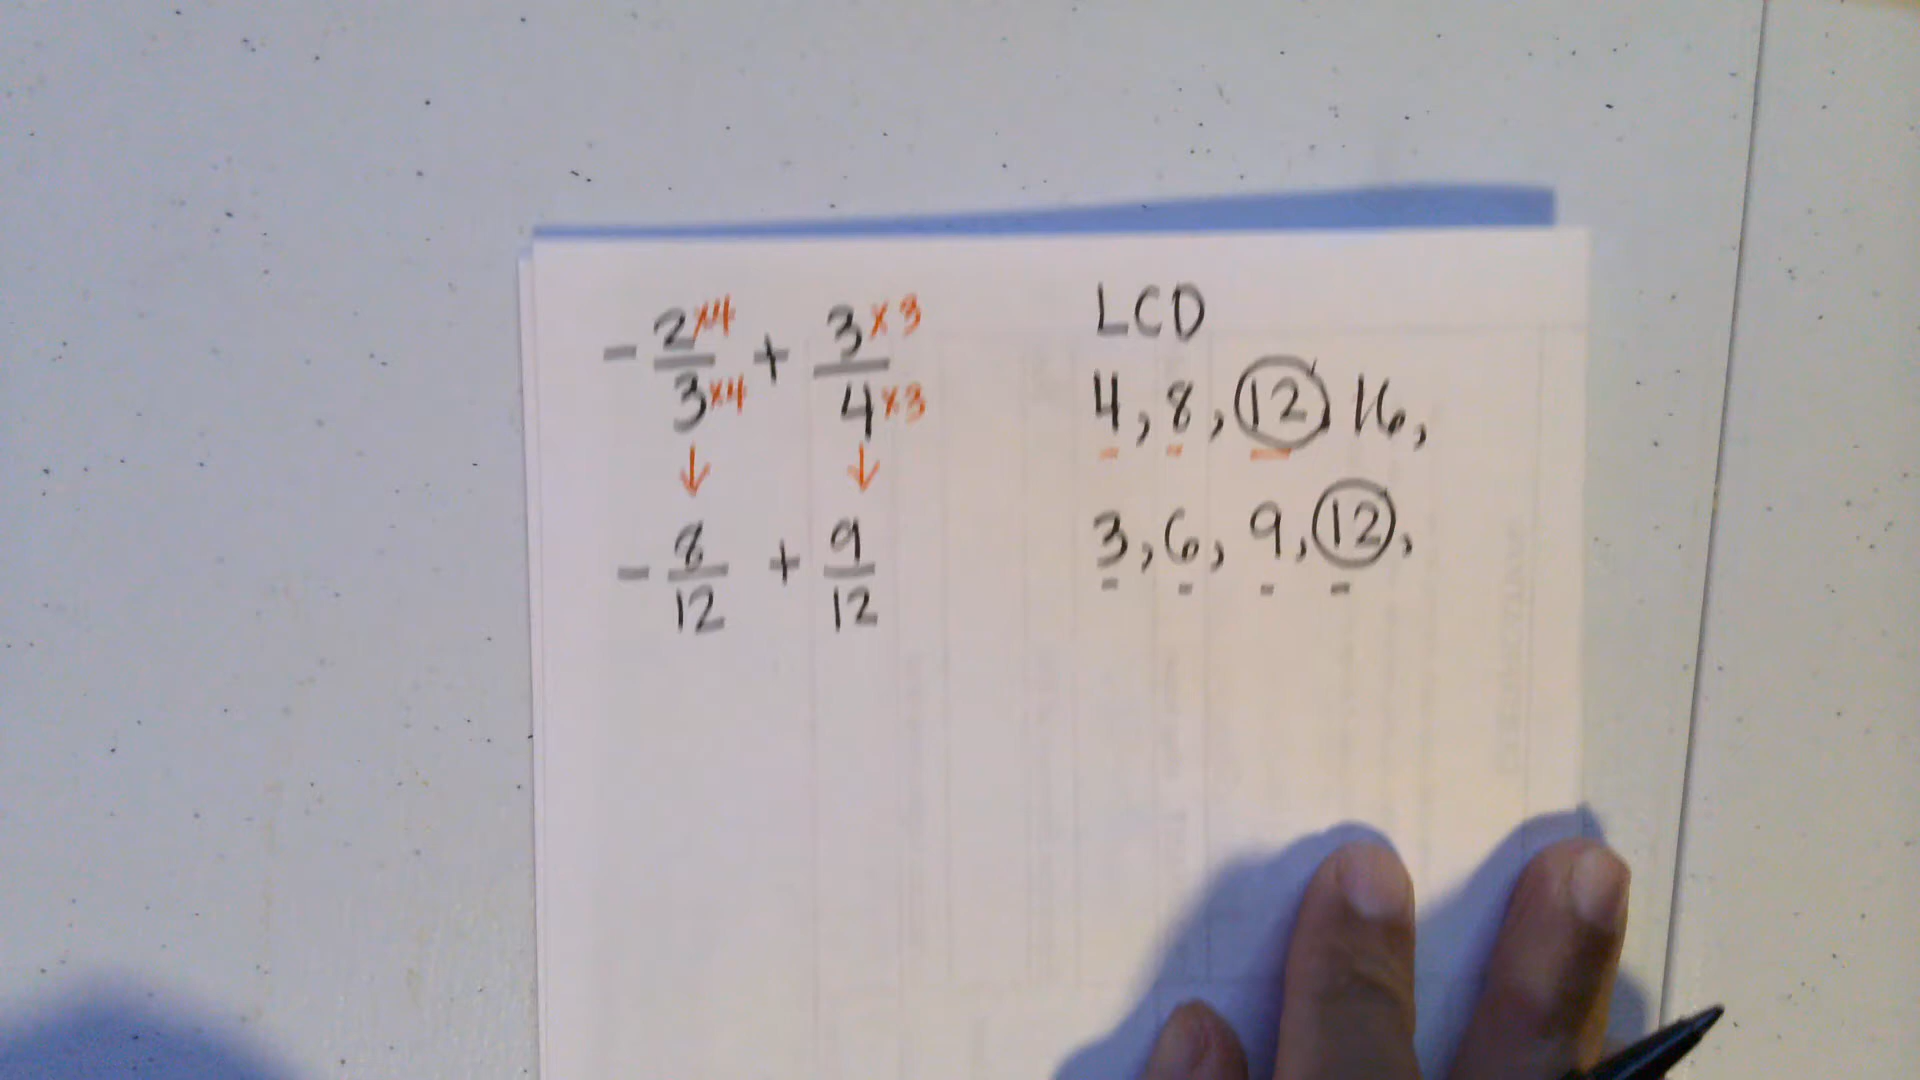 -2×4/3×4 + 3×3/4×3
↓ ↓
-8/12 + 9/12
LCD
4, 8, 12, 16,
3, 6, 9, 12,